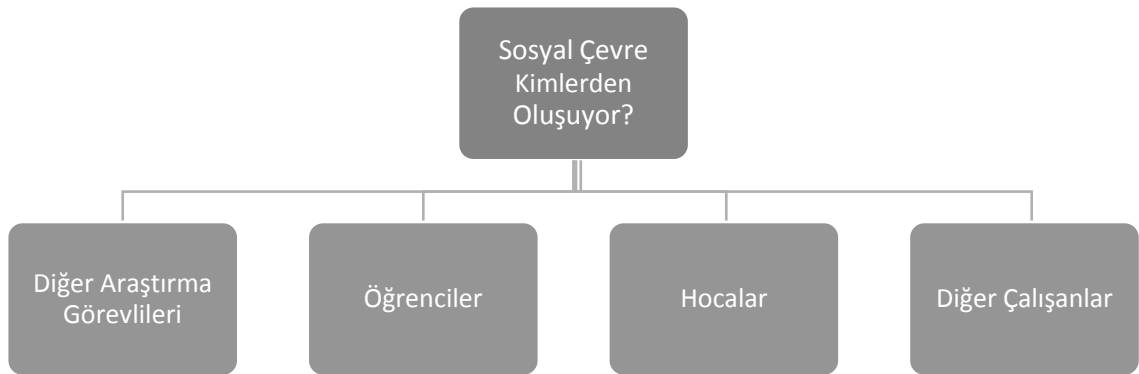 Sosyal Çevre
Kimlerden
Oluşuyor?
Diğer Araştırma
Görevlileri
Öğrenciler
Hocalar
Diğer Çalışanlar